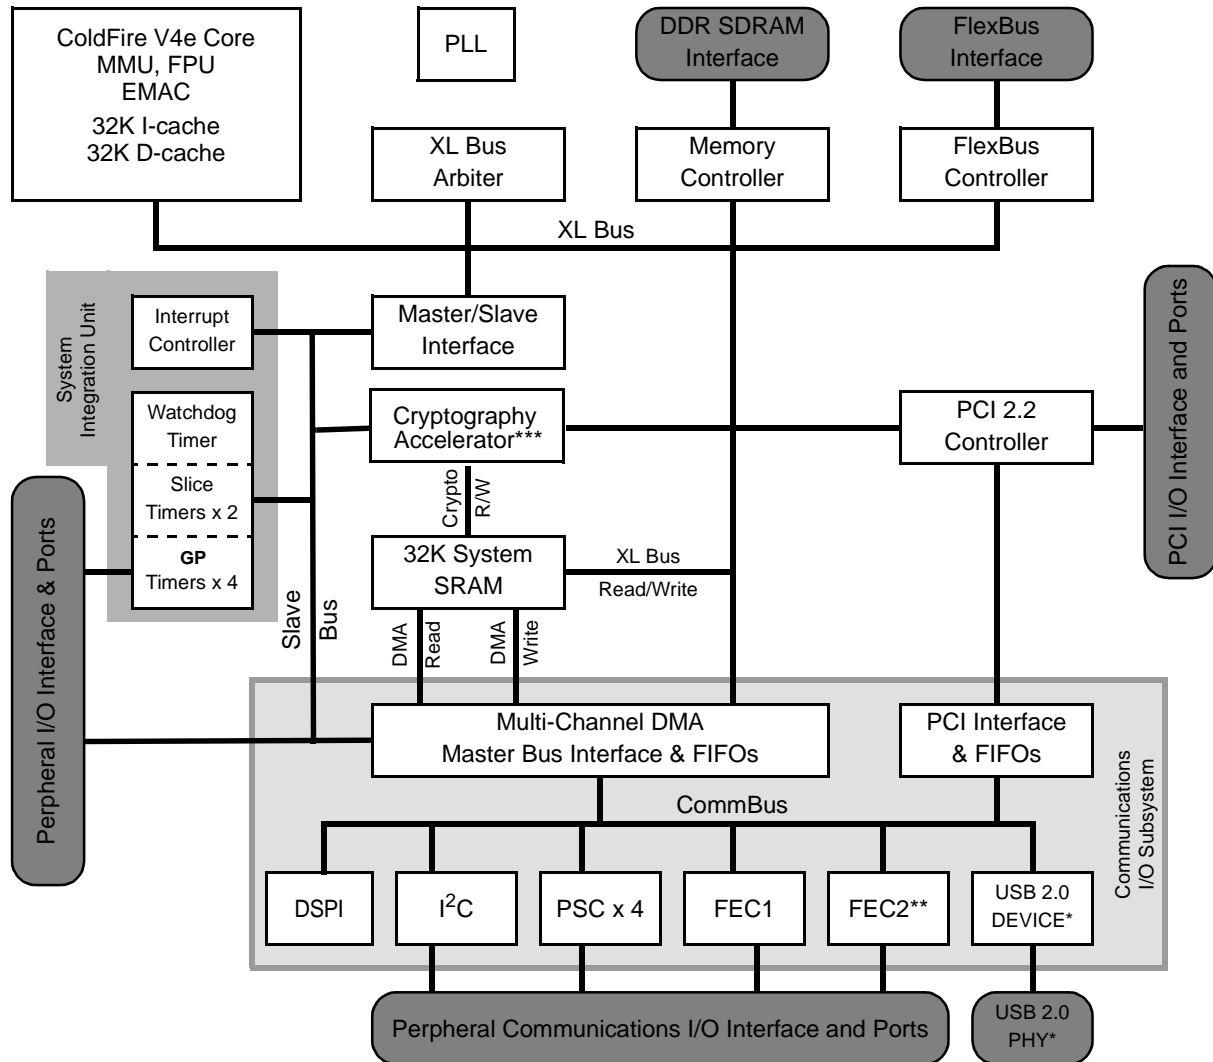 ColdFire V4e Core
MMU, FPU
EMAC
32K I-cache
32K D-cache
PLL
DDR SDRAM
Interface
FlexBus
Interface
XL Bus
Arbiter
Memory
Controller
FlexBus
Controller
XL Bus
System
Integration Unit
Interrupt
Controller
Master/Slave
Interface
PCI I/O Interface and Ports
Watchdog
Timer
Slice
Timers x 2
GP
Timers x 4
Cryptography
Accelerator***
PCI 2.2
Controller
Crypto
R/W
32K System
SRAM
XL Bus
Read/Write
Perpheral I/O Interface & Ports
Slave
Bus
DMA
Read
DMA
Write
Multi-Channel DMA
Master Bus Interface & FIFOs
PCI Interface
& FIFOs
Communications
I/O Subsystem
CommBus
DSPI
I²C
PSC x 4
FEC1
FEC2**
USB 2.0
DEVICE*
Perpheral Communications I/O Interface and Ports
USB 2.0
PHY*